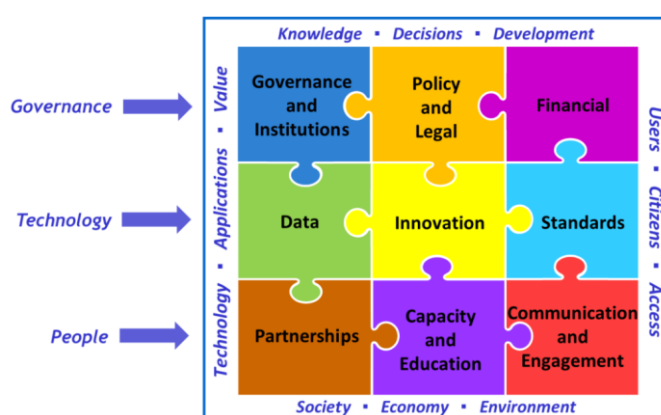 Knowledge ▪ Decisions ▪ Development
Governance
Technology
People
Technology ▪ Applications ▪ Value
Governance
and
Institutions
Policy
and
Legal
Financial
Data
Innovation
Standards
Partnerships
Capacity
and
Education
Communication
and
Engagement
Users ▪ Citizens ▪ Access
Society ▪ Economy ▪ Environment